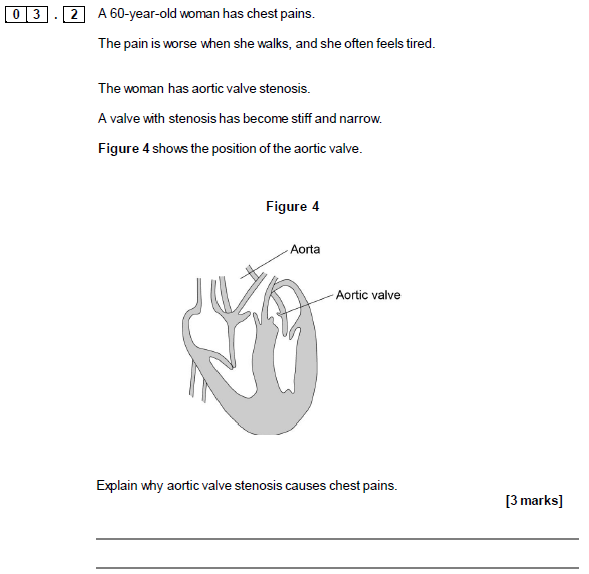 03.2 A 60-year-old woman has chest pains.
The pain is worse when she walks, and she often feels tired.
The woman has aortic valve stenosis.
A valve with stenosis has become stiff and narrow.
Figure 4 shows the position of the aortic valve.
Figure 4
Aorta
Aortic valve
Explain why aortic valve stenosis causes chest pains.
[3 marks]